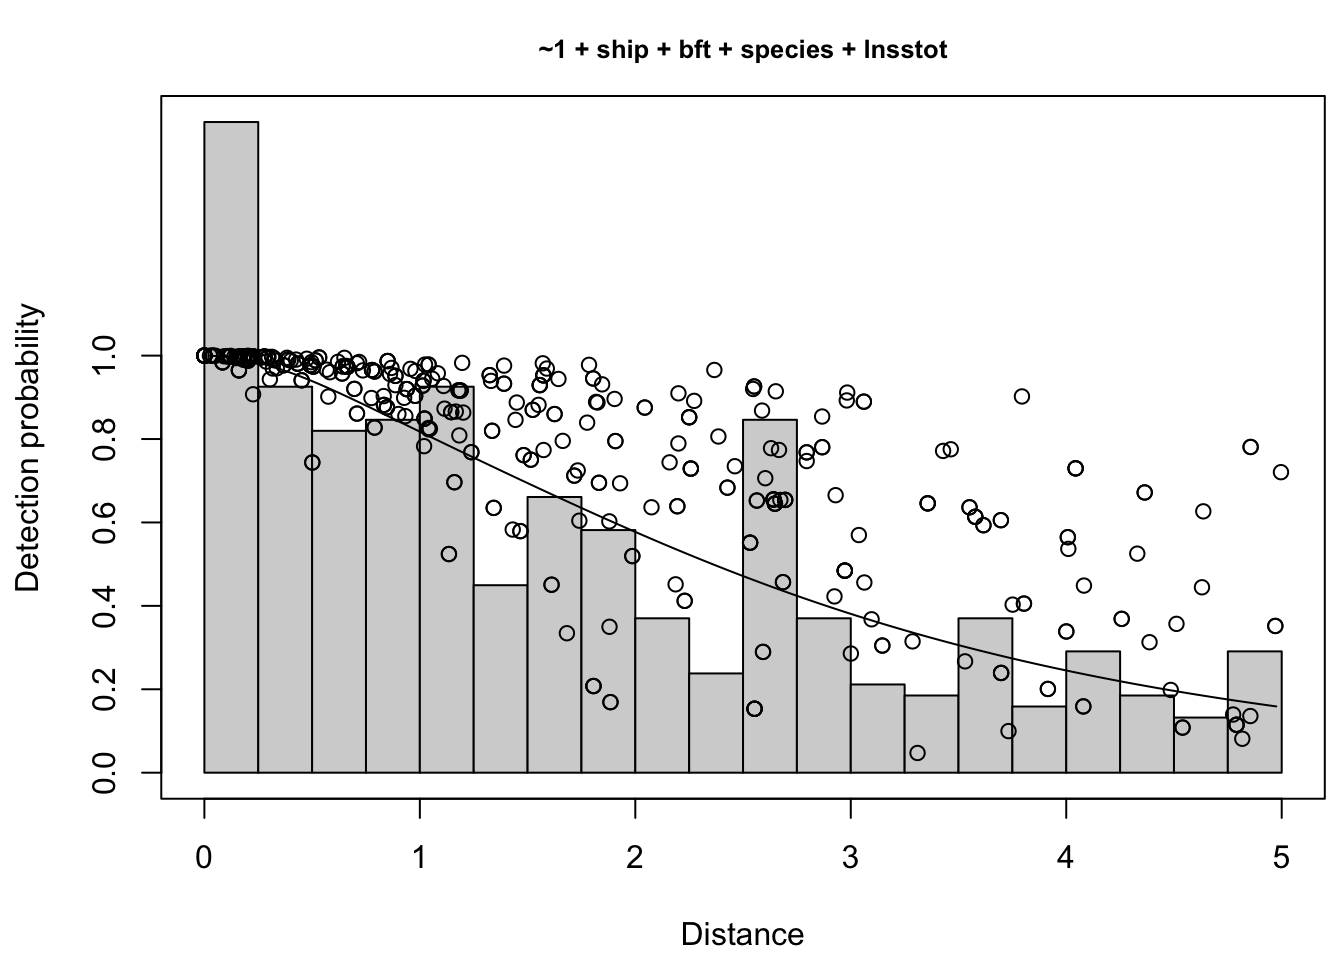 ~1 + ship + bft + species + lnsstot
Detection probability
1.0
0.8
0.6
0.4
0.2
0.0
0 1 2 3 4 5
Distance